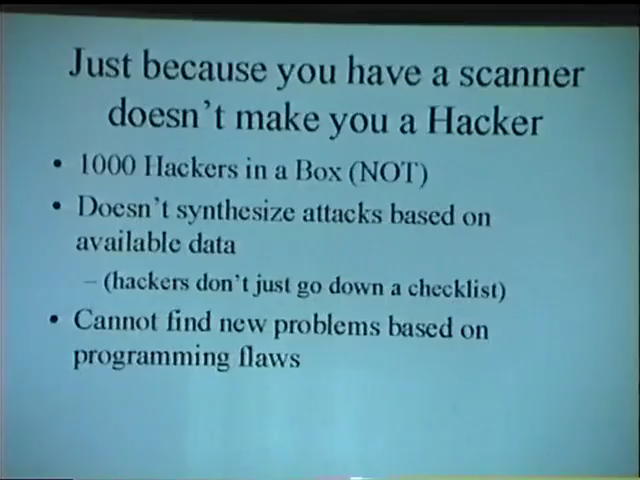 Just because you have a scanner
doesn't make you a Hacker
• 1000 Hackers in a Box (NOT)
• Doesn't synthesize attacks based on
available data
– (hackers don't just go down a checklist)
• Cannot find new problems based on
programming flaws